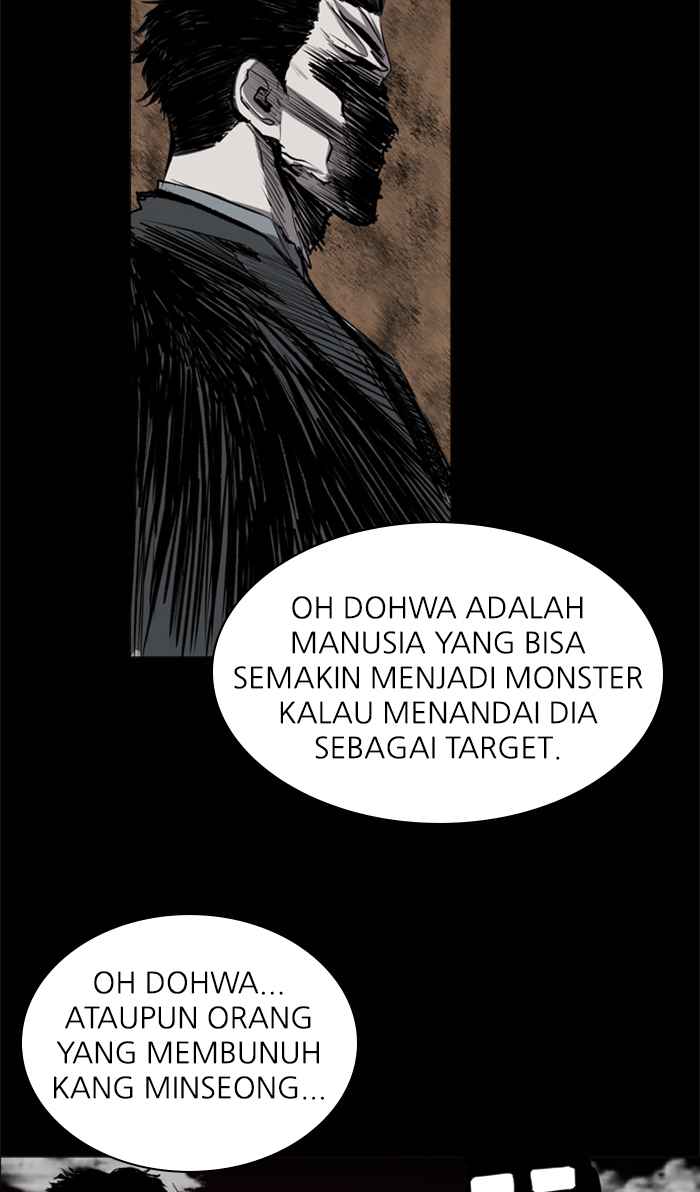 OH DOHWA ADALAH
MANUSIA YANG BISA
SEMAKIN MENJADI MONSTER
KALAU MENANDAI DIA
SEBAGAI TARGET.
OH DOHWA...
ATAUPUN ORANG
YANG MEMBUNUH
KANG MINSEONG...